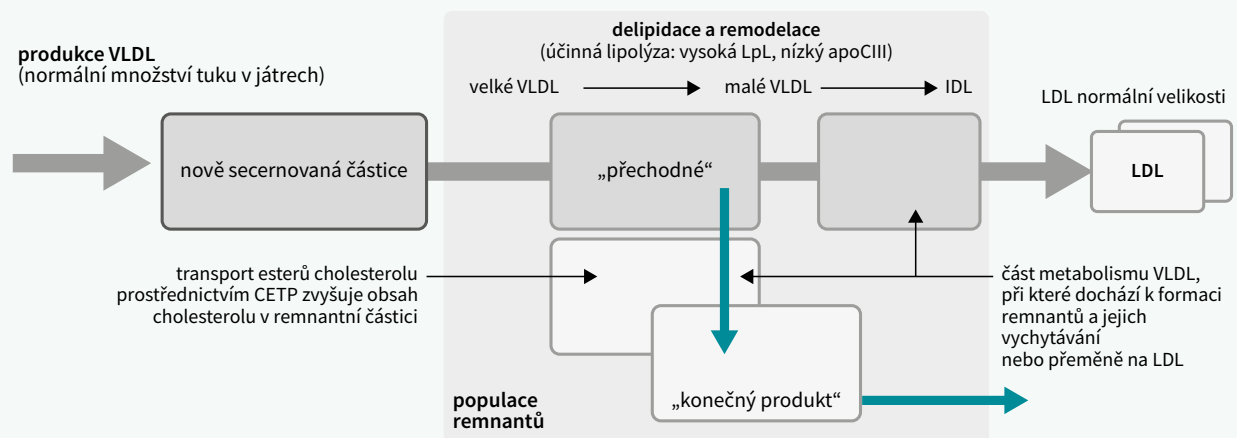 produkce VLDL
(normální množství tuku v játrech)
delipidace a remodelace
(účinná lipolýza: vysoká LpL, nízký apoCIII)
velké VLDL
malé VLDL
IDL
LDL normální velikosti
nově secernovaná částice
„přechodné“
LDL
transport esterů cholesterolu
prostřednictvím CETP zvyšuje obsah
cholesterolu v remnantní částici
část metabolismu VLDL,
při které dochází k formaci
remnantů a jejich
vychytávání
nebo přeměně na LDL
„konečný produkt“
populace
remnantů